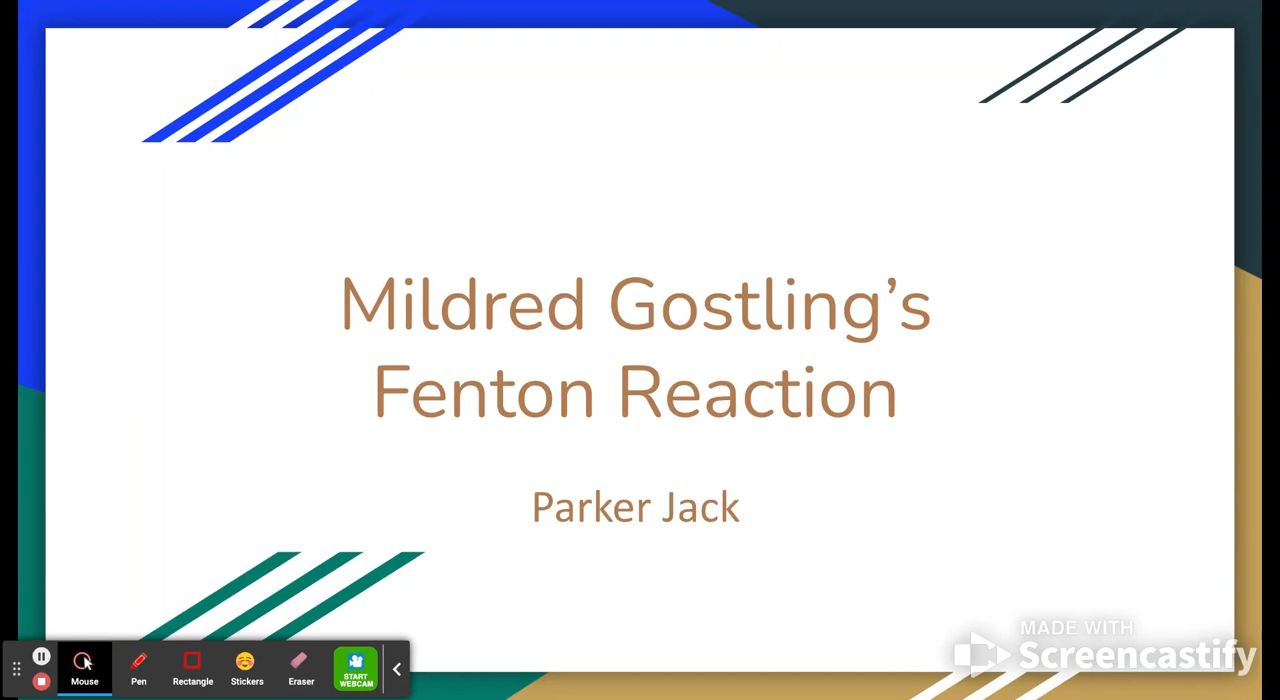 Mildred Gostling’s
Fenton Reaction
Parker Jack
MADE WITH
Screencastify
Mouse
Pen
Rectangle
Stickers
Eraser
START
WEBCAM